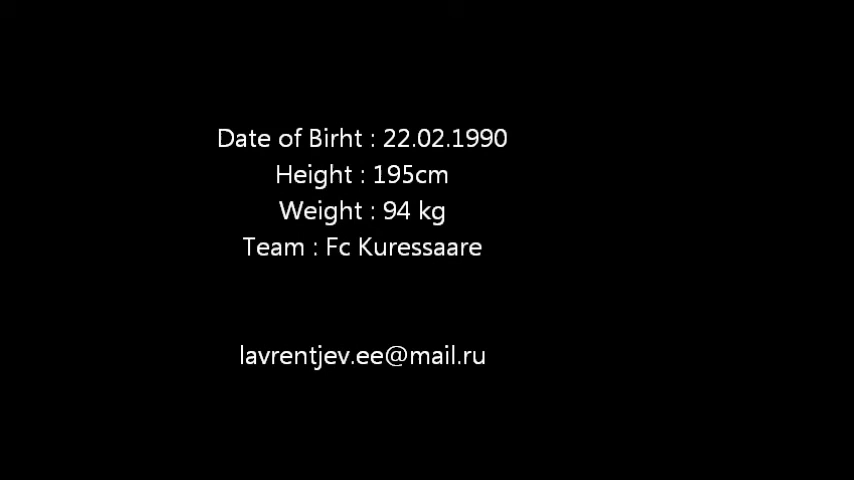 Date of Birht : 22.02.1990
Height : 195cm
Weight : 94 kg
Team : Fc Kuressaare
lavrentjev.ee@mail.ru